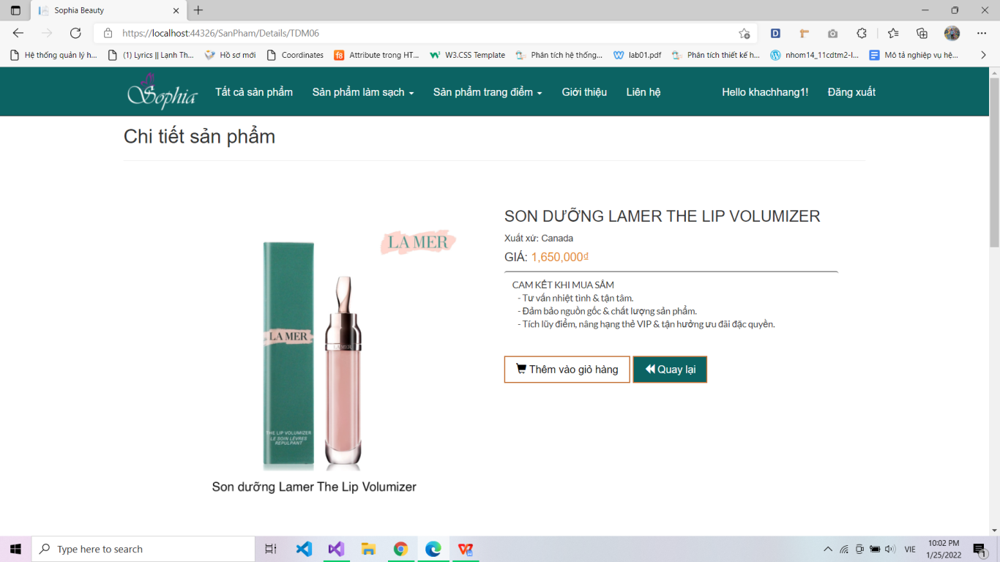 Sophia Beauty
https://localhost:44326/SanPham/Details/TDM06
Hệ thống quản lý h... (1) Lyrics || Lạnh Th... Hồ sơ mới Coordinates Attribute trong HT... W3.CSS Template Phân tích hệ thống... lab01.pdf Phân tích thiết kế h... nhom14_11cdtm2-l... Mô tả nghiệp vụ hệ...
Sophia Tất cả sản phẩm Sản phẩm làm sạch Sản phẩm trang điểm Giới thiệu Liên hệ Hello khachhang1! Đăng xuất
Chi tiết sản phẩm
SON DƯỠNG LAMER THE LIP VOLUMIZER
Xuất xứ: Canada
GIÁ: 1,650,000₫
CAM KẾT KHI MUA SẮM
- Tư vấn nhiệt tình & tận tâm.
- Đảm bảo nguồn gốc & chất lượng sản phẩm.
- Tích lũy điểm, nâng hạng thẻ VIP & tận hưởng ưu đãi đặc quyền.
Thêm vào giỏ hàng Quay lại
LA MER
LA MER
LA MER
THE LIP VOLUMIZER
LE SOIN LÈVRES
REPULPANT
Son dưỡng Lamer The Lip Volumizer
Type here to search
VIE
10:02 PM
1/25/2022
1